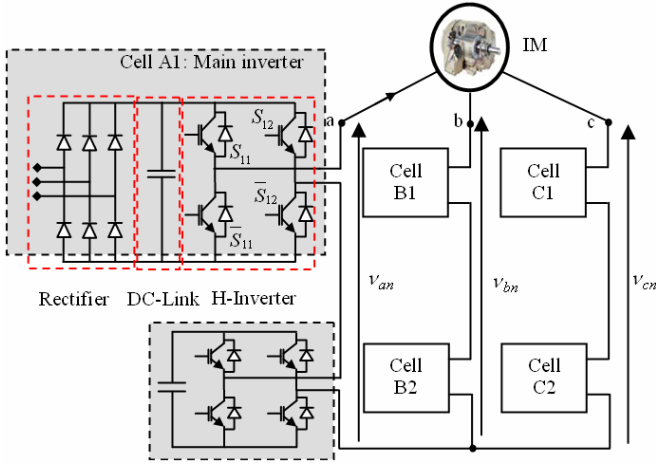 Cell A1: Main inverter
IM
a
b
c
S12
S11
S̅12
S̅11
Cell
B1
Cell
C1
Rectifier
DC-Link
H-Inverter
van
vbn
vcn
Cell
B2
Cell
C2